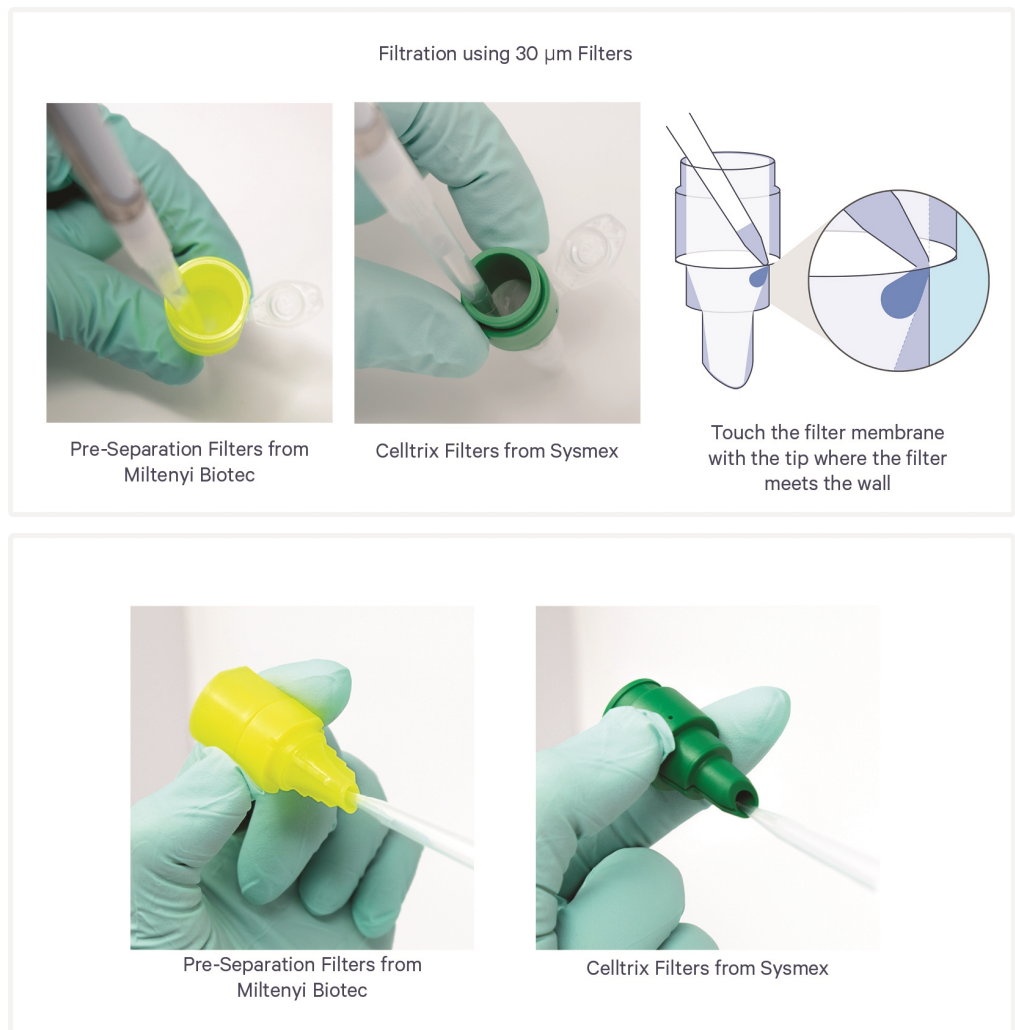 Filtration using 30 μm Filters
Pre-Separation Filters from
Miltenyi Biotec
Celltrix Filters from Sysmex
Touch the filter membrane
with the tip where the filter
meets the wall
Pre-Separation Filters from
Miltenyi Biotec
Celltrix Filters from Sysmex